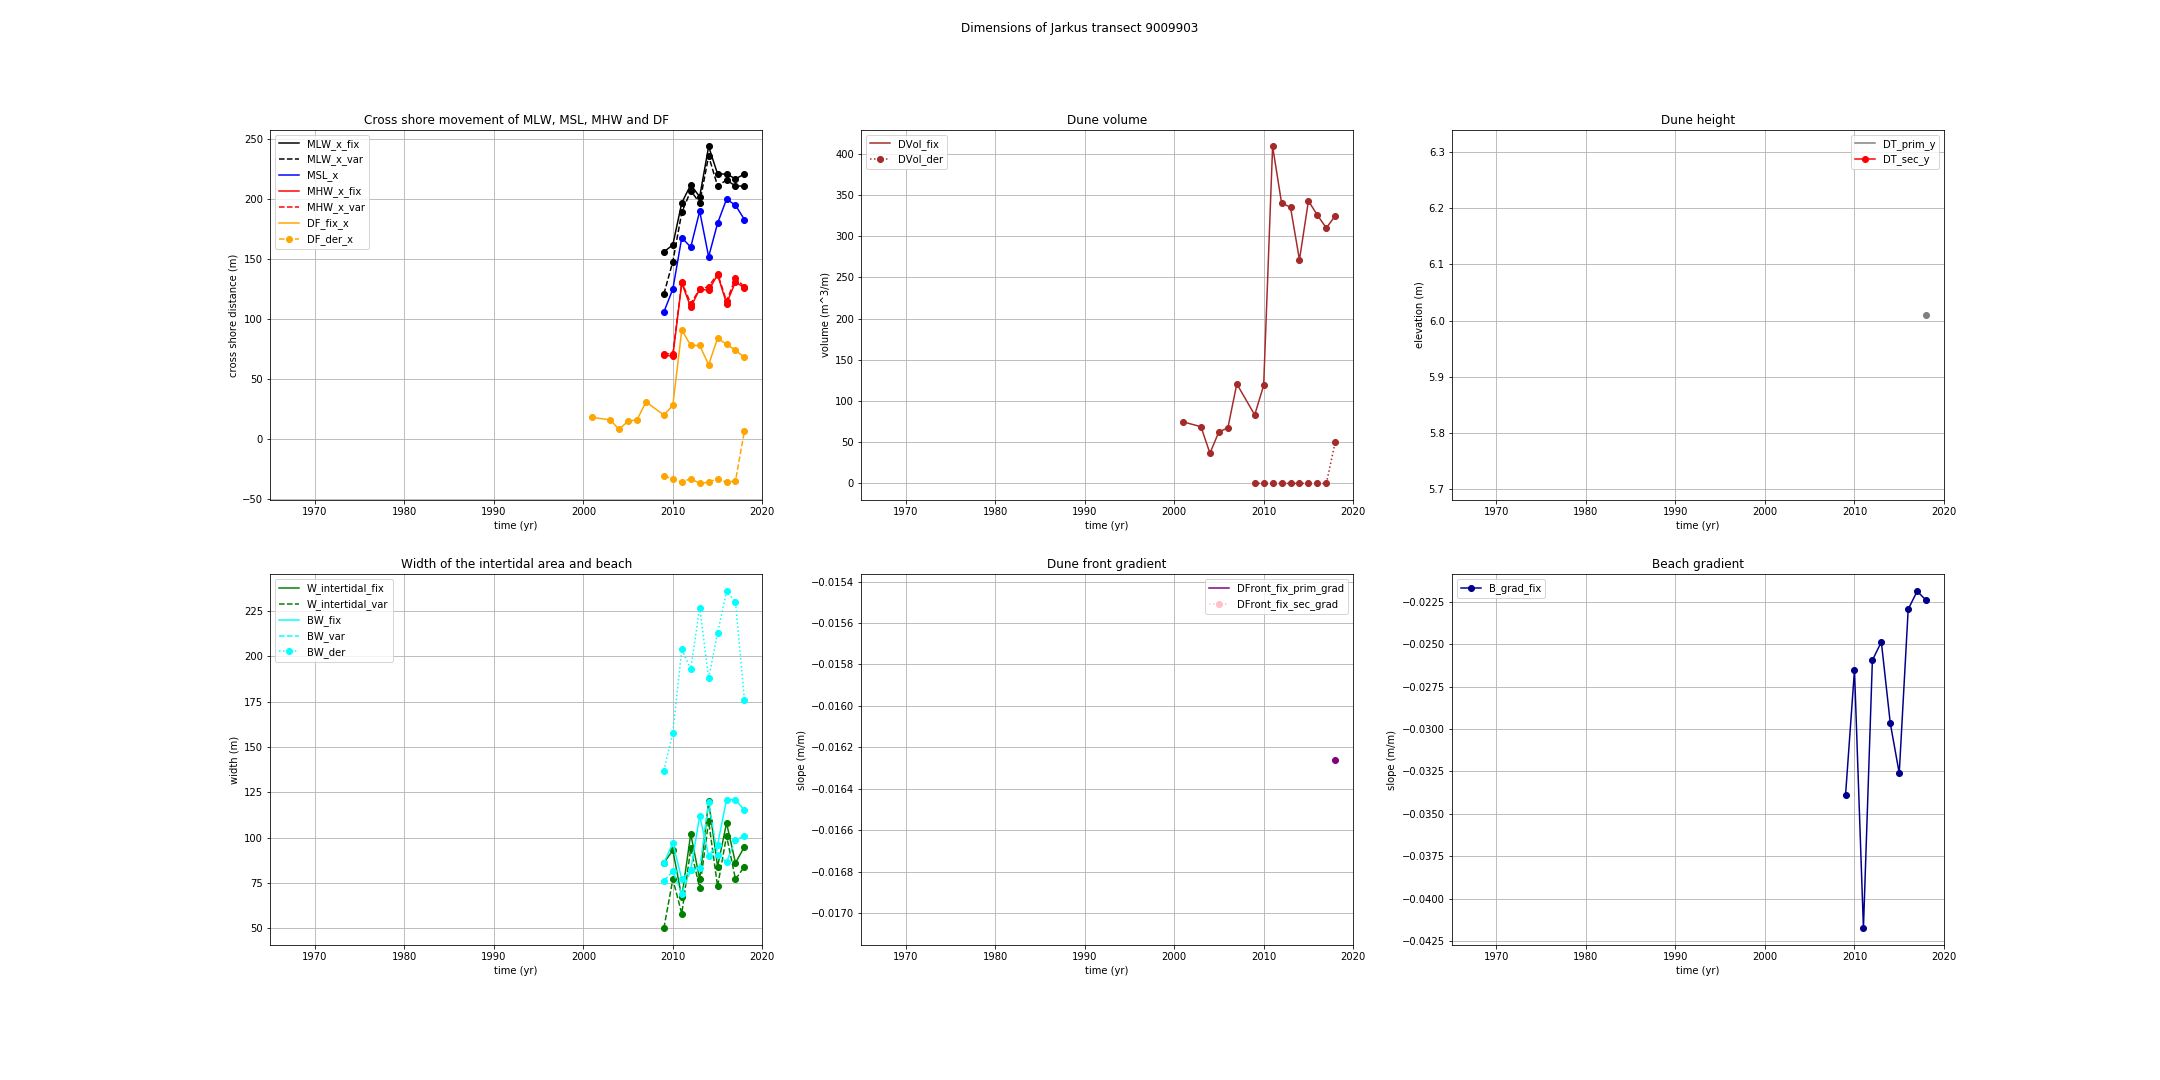 Dimensions of Jarkus transect 9009903
Cross shore movement of MLW, MSL, MHW and DF
MLW_x_fix
MLW_x_var
MSL_x
MHW_x_fix
MHW_x_var
DF_fix_x
DF_der_x
250
200
150
100
50
0
−50
cross shore distance (m)
1970 1980 1990 2000 2010 2020
time (yr)
Dune volume
DVol_fix
DVol_der
400
350
300
250
200
150
100
50
0
volume (m^3/m)
1970 1980 1990 2000 2010 2020
time (yr)
Dune height
DT_prim_y
DT_sec_y
6.3
6.2
6.1
6.0
5.9
5.8
5.7
elevation (m)
1970 1980 1990 2000 2010 2020
time (yr)
Width of the intertidal area and beach
W_intertidal_fix
W_intertidal_var
BW_fix
BW_var
BW_der
225
200
175
150
125
100
75
50
width (m)
1970 1980 1990 2000 2010 2020
time (yr)
Dune front gradient
DFront_fix_prim_grad
DFront_fix_sec_grad
−0.0154
−0.0156
−0.0158
−0.0160
−0.0162
−0.0164
−0.0166
−0.0168
−0.0170
slope (m/m)
1970 1980 1990 2000 2010 2020
time (yr)
Beach gradient
B_grad_fix
−0.0225
−0.0250
−0.0275
−0.0300
−0.0325
−0.0350
−0.0375
−0.0400
−0.0425
slope (m/m)
1970 1980 1990 2000 2010 2020
time (yr)